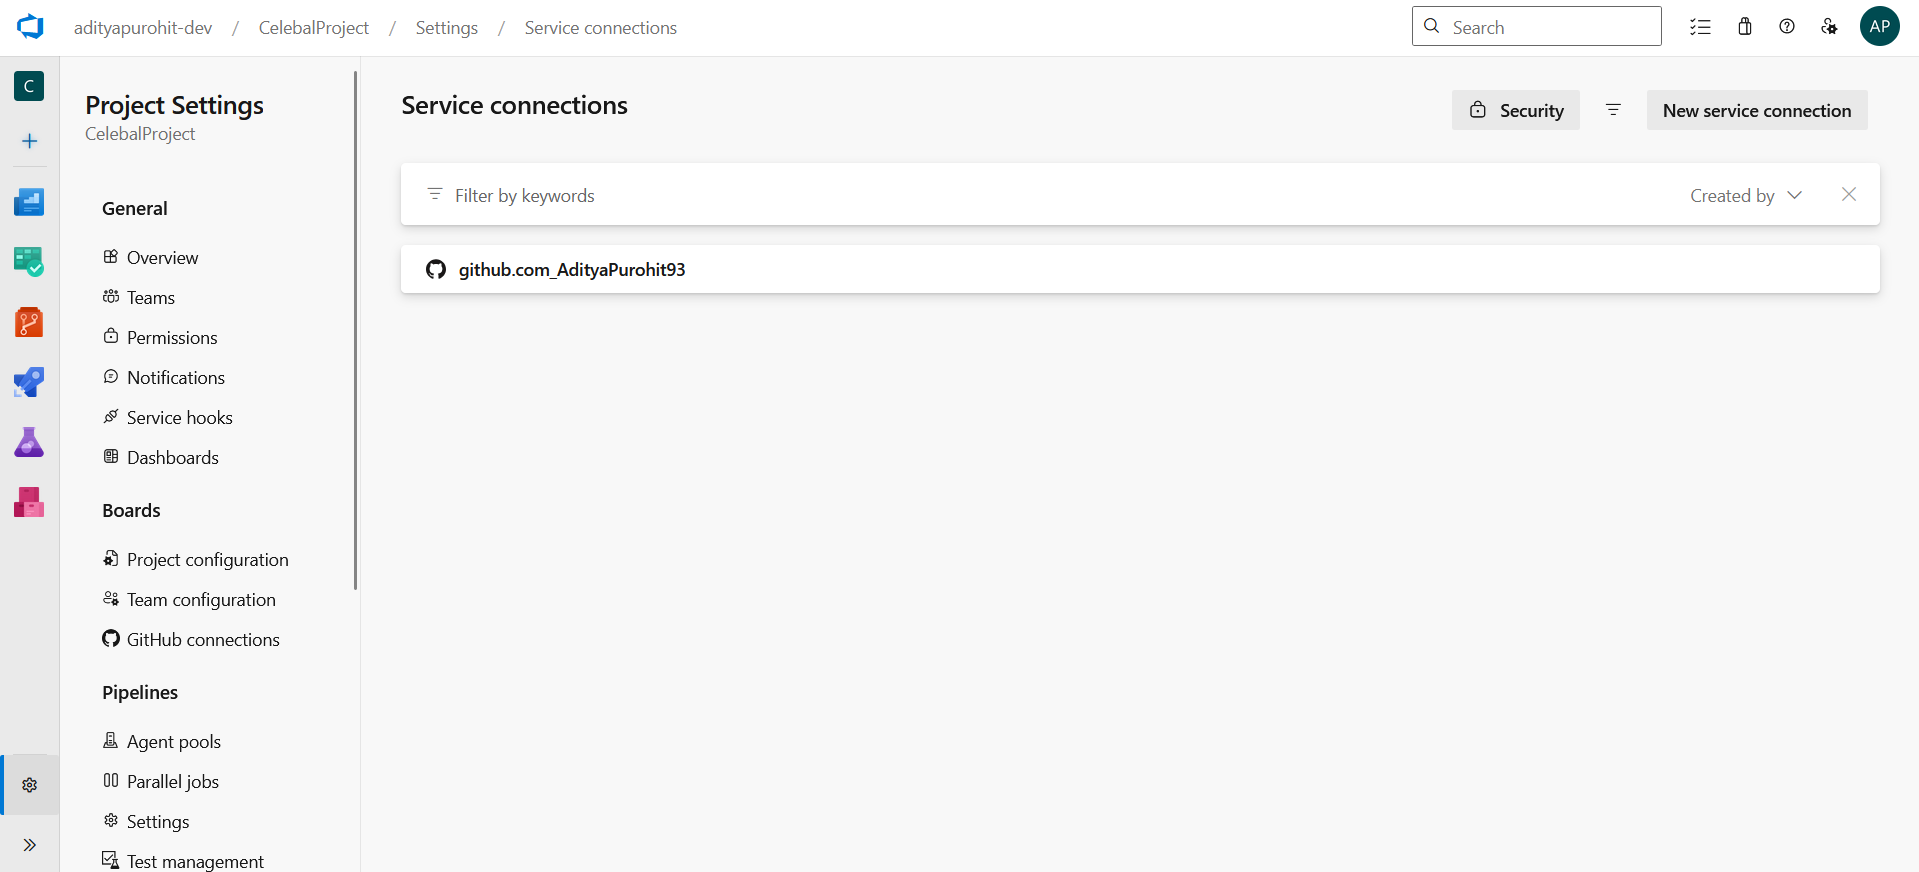 adityapurohit-dev / CelebalProject / Settings / Service connections
Search
AP
C
Project Settings
CelebalProject
General
Overview
Teams
Permissions
Notifications
Service hooks
Dashboards
Boards
Project configuration
Team configuration
GitHub connections
Pipelines
Agent pools
Parallel jobs
Settings
Test management
Service connections
Security
New service connection
Filter by keywords
Created by
github.com_AdityaPurohit93